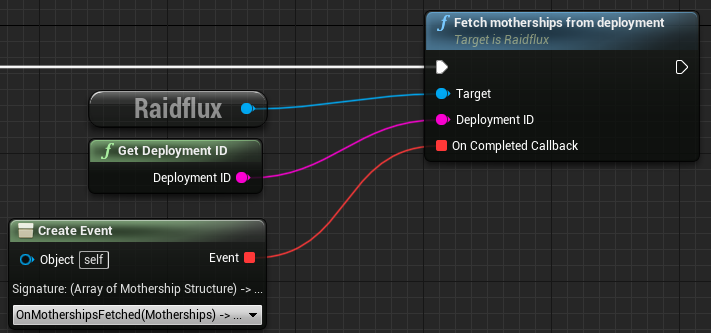 f Fetch motherships from deployment
Target is Raidflux
Target
Deployment ID
On Completed Callback
Raidflux
f Get Deployment ID
Deployment ID
Create Event
Object self
Event
Signature: (Array of Mothership Structure) -> ...
OnMothershipsFetched(Motherships) -> ...